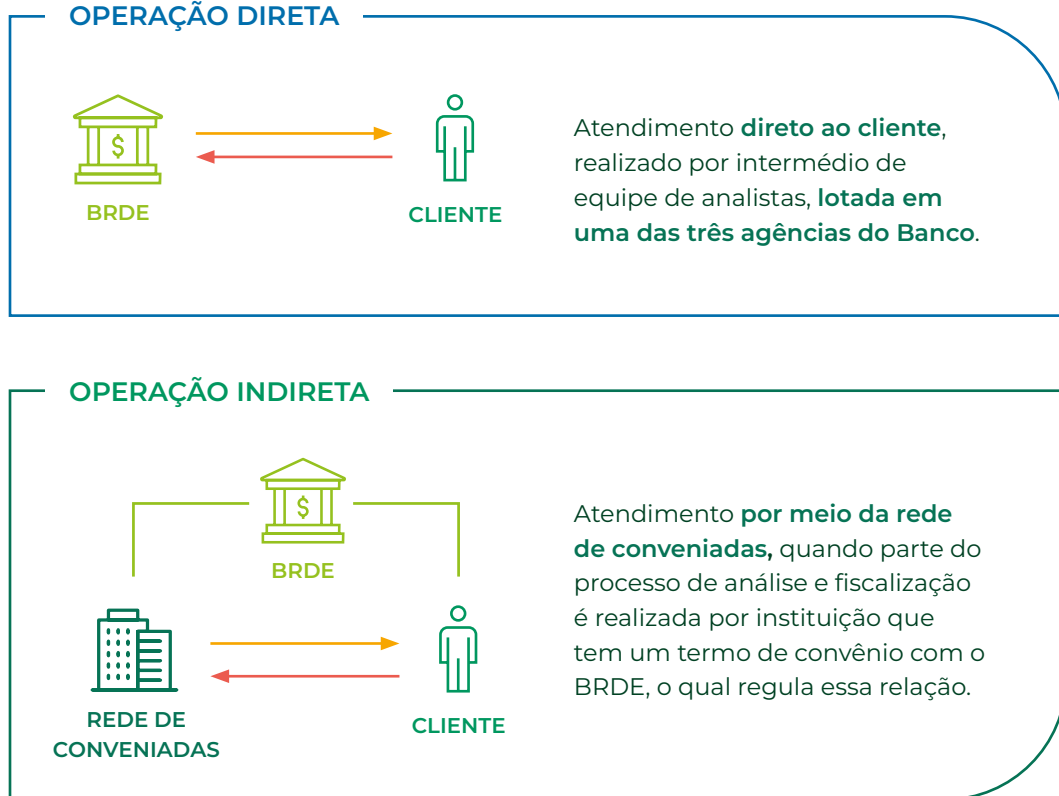 OPERAÇÃO DIRETA
$
BRDE
CLIENTE
Atendimento direto ao cliente,
realizado por intermédio de
equipe de analistas, lotada em
uma das três agências do Banco.
OPERAÇÃO INDIRETA
$
BRDE
REDE DE
CONVENIADAS
CLIENTE
Atendimento por meio da rede
de conveniadas, quando parte do
processo de análise e fiscalização
é realizada por instituição que
tem um termo de convênio com o
BRDE, o qual regula essa relação.